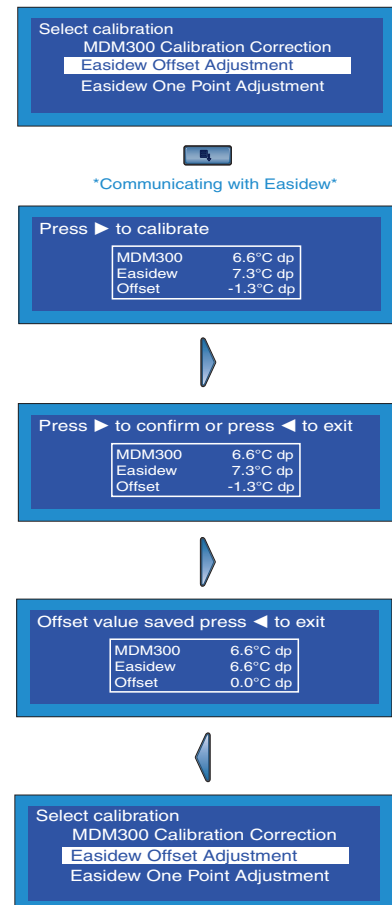 Select calibration
MDM300 Calibration Correction
Easidew Offset Adjustment
Easidew One Point Adjustment
*Communicating with Easidew*
Press ► to calibrate
MDM300 6.6°C dp
Easidew 7.3°C dp
Offset -1.3°C dp
Press ► to confirm or press ◄ to exit
MDM300 6.6°C dp
Easidew 7.3°C dp
Offset -1.3°C dp
Offset value saved press ◄ to exit
MDM300 6.6°C dp
Easidew 6.6°C dp
Offset 0.0°C dp
Select calibration
MDM300 Calibration Correction
Easidew Offset Adjustment
Easidew One Point Adjustment